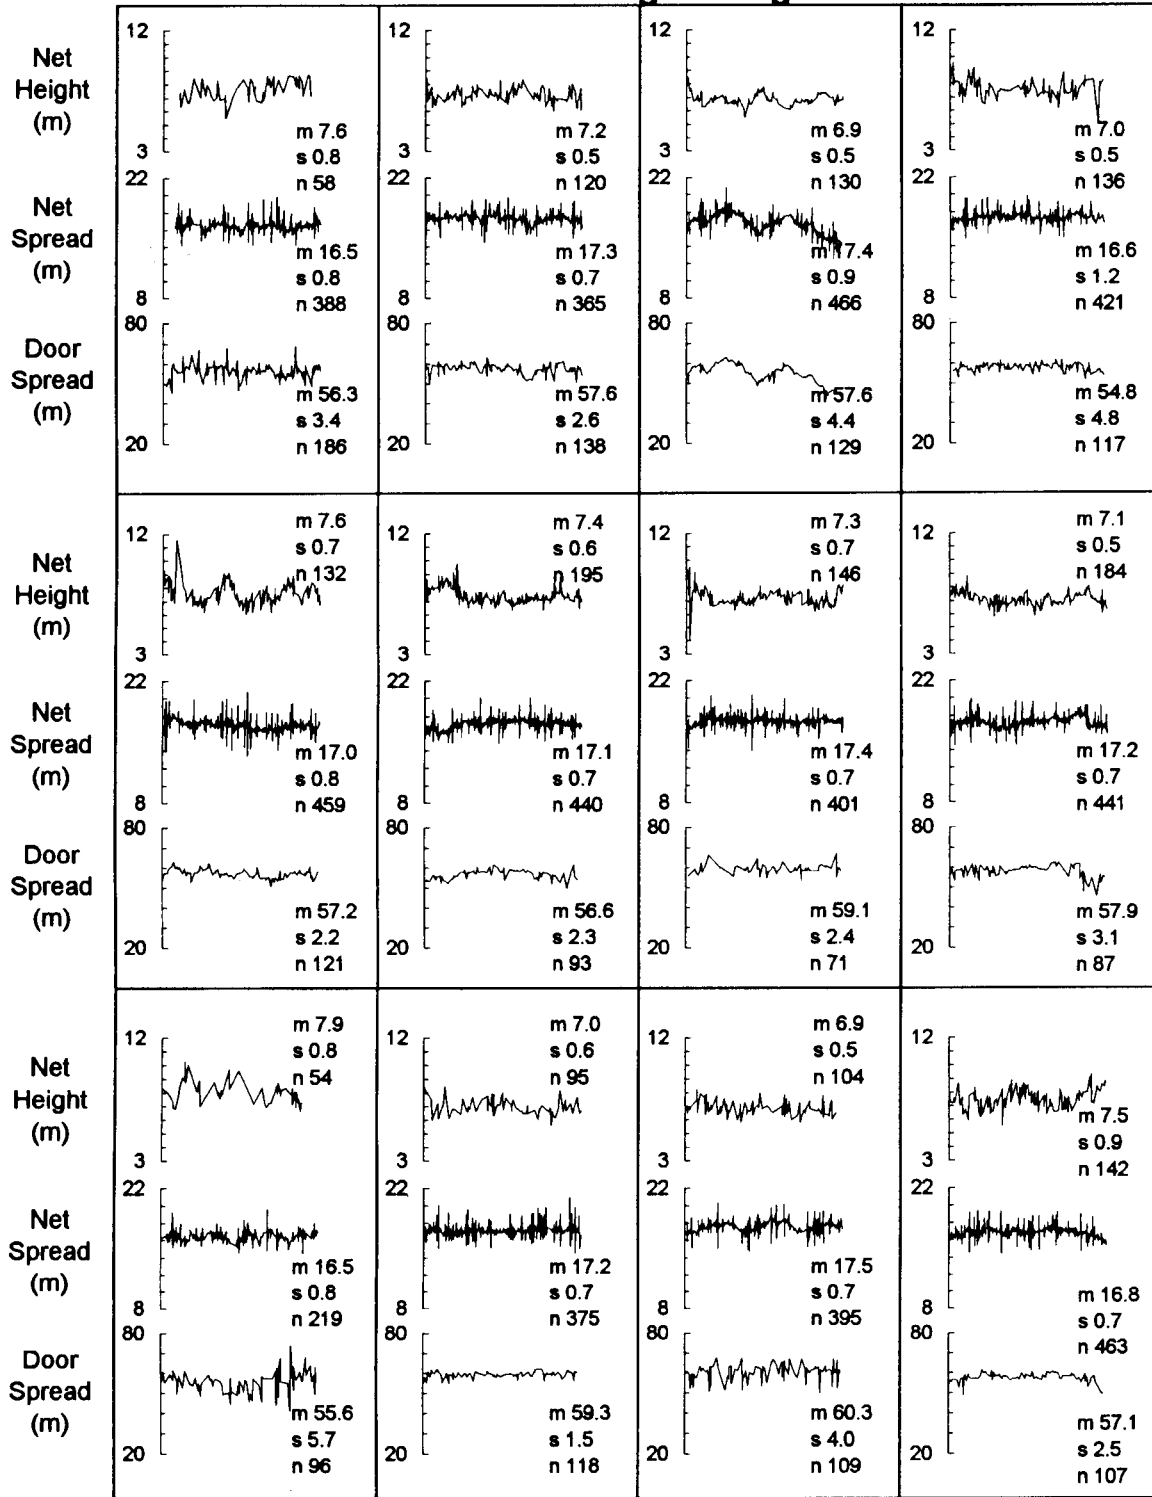 12 12 12 12
Net
Height
(m)
m 7.6 m 7.2 m 6.9 m 7.0
3 3 3 3
s 0.8 s 0.5 s 0.5 s 0.5
n 58 n 120 n 130 n 136
22 22 22 22
Net
Spread
(m)
m 16.5 m 17.3 m 17.4 m 16.6
s 0.8 s 0.7 s 0.9 s 1.2
8 8 8 8
n 388 n 365 n 466 n 421
80 80 80 80
Door
Spread
(m)
m 56.3 m 57.6 m 57.6 m 54.8
s 3.4 s 2.6 s 4.4 s 4.8
20 20 20 20
n 186 n 138 n 129 n 117
m 7.6 m 7.4 m 7.3 m 7.1
12 12 12 12
s 0.7 s 0.6 s 0.7 s 0.5
n 132 n 195 n 146 n 184
Net
Height
(m)
3 3 3 3
22 22 22 22
Net
Spread
(m)
m 17.0 m 17.1 m 17.4 m 17.2
s 0.8 s 0.7 s 0.7 s 0.7
8 8 8 8
n 459 n 440 n 401 n 441
80 80 80 80
Door
Spread
(m)
m 57.2 m 56.6 m 59.1 m 57.9
s 2.2 s 2.3 s 2.4 s 3.1
20 20 20 20
n 121 n 93 n 71 n 87
m 7.9 m 7.0 m 6.9
12 12 12 12
s 0.8 s 0.6 s 0.5
n 54 n 95 n 104
Net
Height
(m)
m 7.5
s 0.9
3 3 3 3
n 142
22 22 22 22
Net
Spread
(m)
m 16.5 m 17.2 m 17.5 m 16.8
s 0.8 s 0.7 s 0.7 s 0.7
8 8 8 8
n 219 n 375 n 395 n 463
80 80 80 80
Door
Spread
(m)
m 55.6 m 59.3 m 60.3 m 57.1
s 5.7 s 1.5 s 4.0 s 2.5
20 20 20 20
n 96 n 118 n 109 n 107